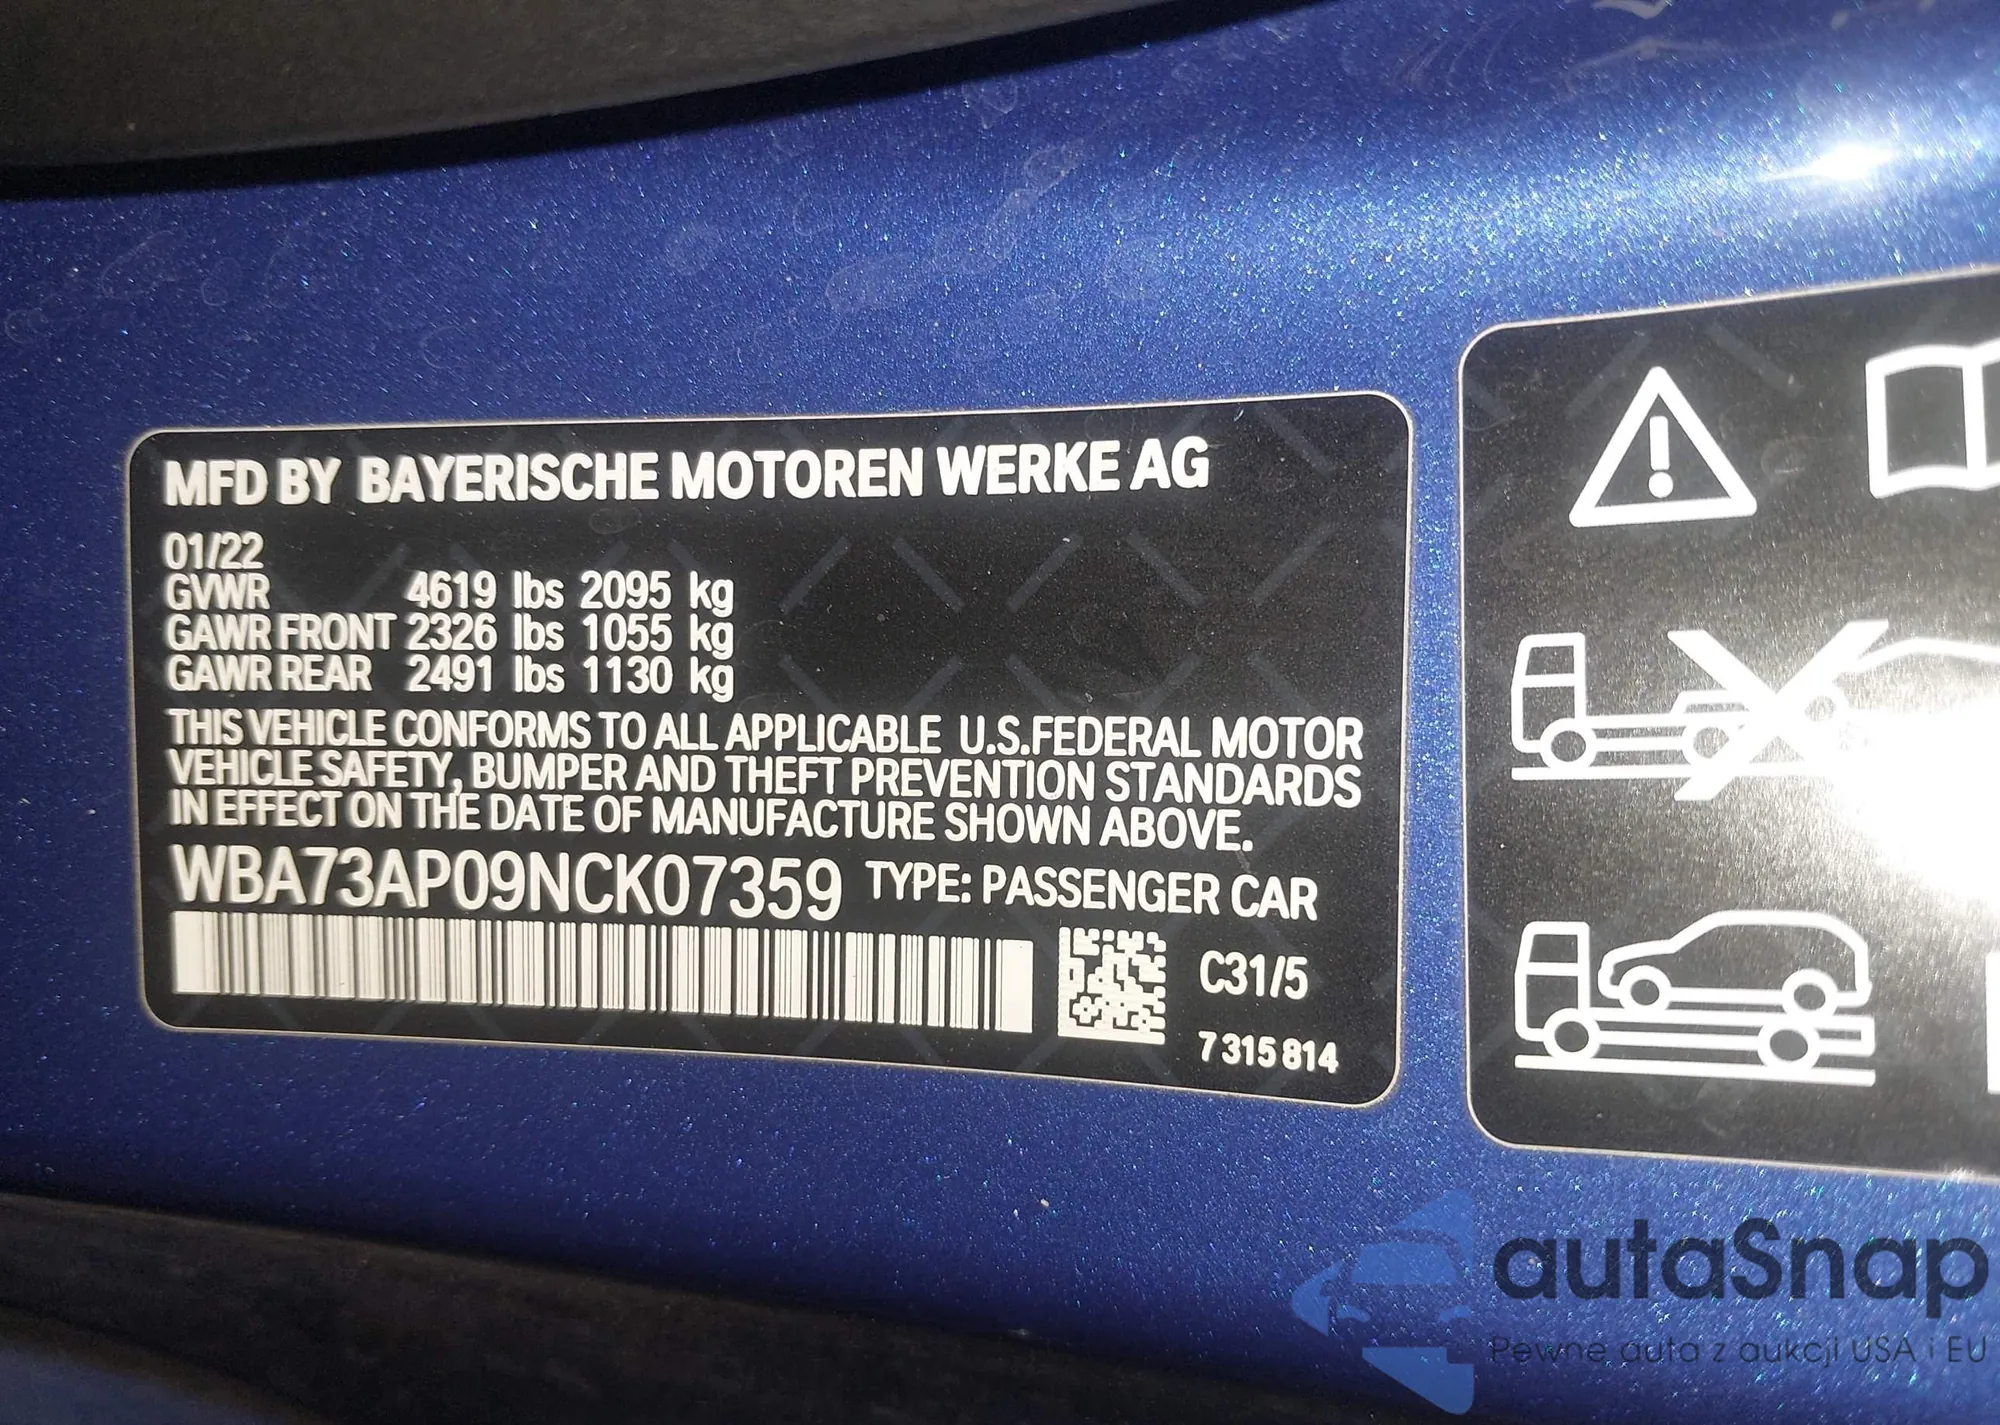 MFD BY BAYERISCHE MOTOREN WERKE AG
01/22
GVWR 4619 lbs 2095 kg
GAWR FRONT 2326 lbs 1055 kg
GAWR REAR 2491 lbs 1130 kg
THIS VEHICLE CONFORMS TO ALL APPLICABLE U.S.FEDERAL MOTOR
VEHICLE SAFETY, BUMPER AND THEFT PREVENTION STANDARDS
IN EFFECT ON THE DATE OF MANUFACTURE SHOWN ABOVE.
WBA73AP09NCK07359 TYPE: PASSENGER CAR
C31/5
7 315 814
autaSnap
Pewne auta z aukcji USA i EU